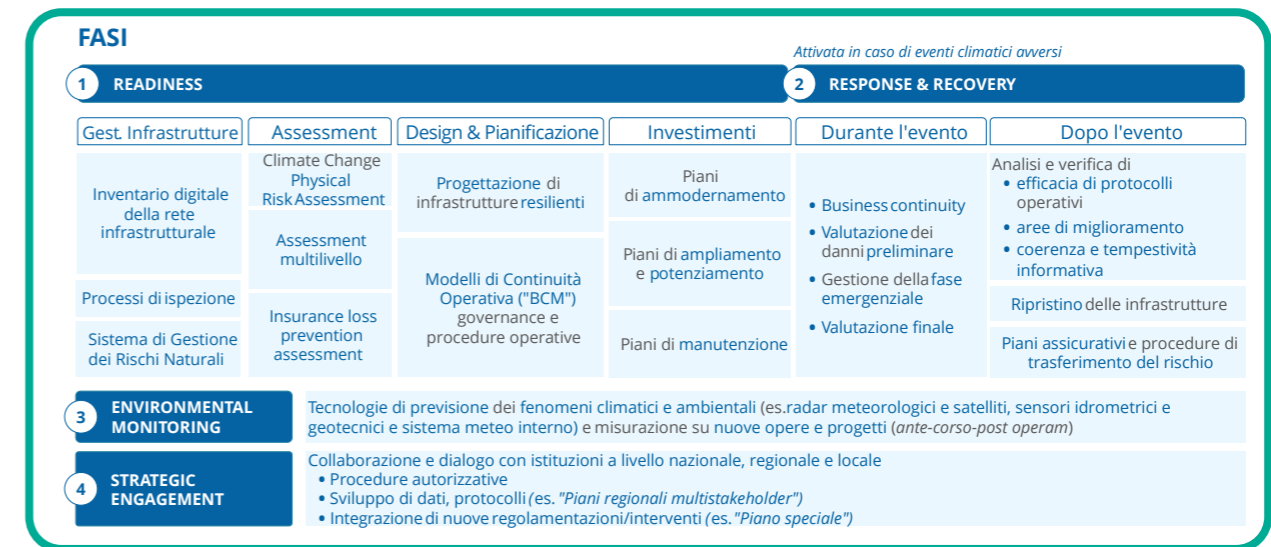 FASI
Attivata in caso di eventi climatici avversi
1 READINESS
2 RESPONSE & RECOVERY
Gest. Infrastrutture
Inventario digitale
della rete
infrastrutturale
Processi di ispezione
Sistema di Gestione
dei Rischi Naturali
Assessment
Climate Change
Physical
Risk Assessment
Assessment
multilivello
Insurance loss
prevention
assessment
Design & Pianificazione
Progettazione di
infrastrutture resilienti
Modelli di Continuità
Operativa ("BCM")
governance e
procedure operative
Investimenti
Piani
di ammodernamento
Piani di ampliamento
e potenziamento
Piani di manutenzione
Durante l'evento
• Business continuity
• Valutazione dei
danni preliminare
• Gestione della fase
emergenziale
• Valutazione finale
Dopo l'evento
Analisi e verifica di
• efficacia di protocolli
operativi
• aree di miglioramento
• coerenza e tempestività
informativa
Ripristino delle infrastrutture
Piani assicurativi e procedure di
trasferimento del rischio
3 ENVIRONMENTAL
MONITORING
Tecnologie di previsione dei fenomeni climatici e ambientali (es.radar meteorologici e satelliti, sensori idrometrici e
geotecnici e sistema meteo interno) e misurazione su nuove opere e progetti (ante-corso-post operam)
4 STRATEGIC
ENGAGEMENT
Collaborazione e dialogo con istituzioni a livello nazionale, regionale e locale
• Procedure autorizzative
• Sviluppo di dati, protocolli (es. "Piani regionali multistakeholder")
• Integrazione di nuove regolamentazioni/interventi (es. "Piano speciale")